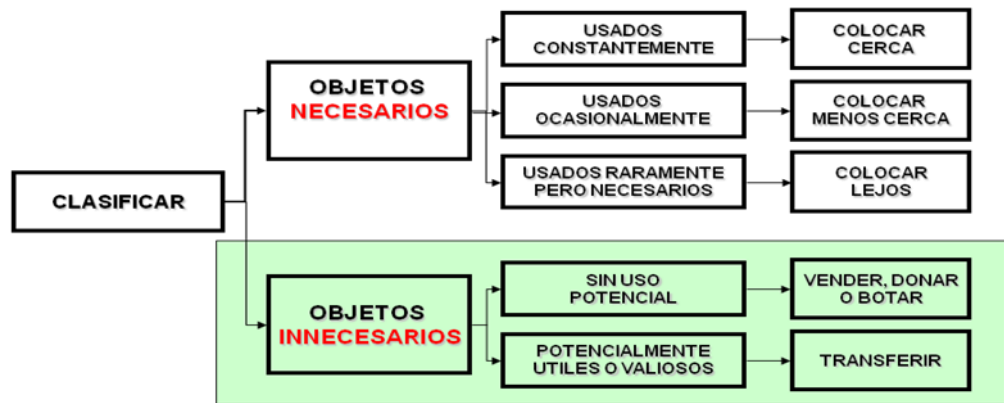 CLASIFICAR
OBJETOS
NECESARIOS
USADOS
CONSTANTEMENTE
COLOCAR
CERCA
USADOS
OCASIONALMENTE
COLOCAR
MENOS CERCA
USADOS RARAMENTE
PERO NECESARIOS
COLOCAR
LEJOS
OBJETOS
INNECESARIOS
SIN USO
POTENCIAL
VENDER, DONAR
O BOTAR
POTENCIALMENTE
UTILES O VALIOSOS
TRANSFERIR